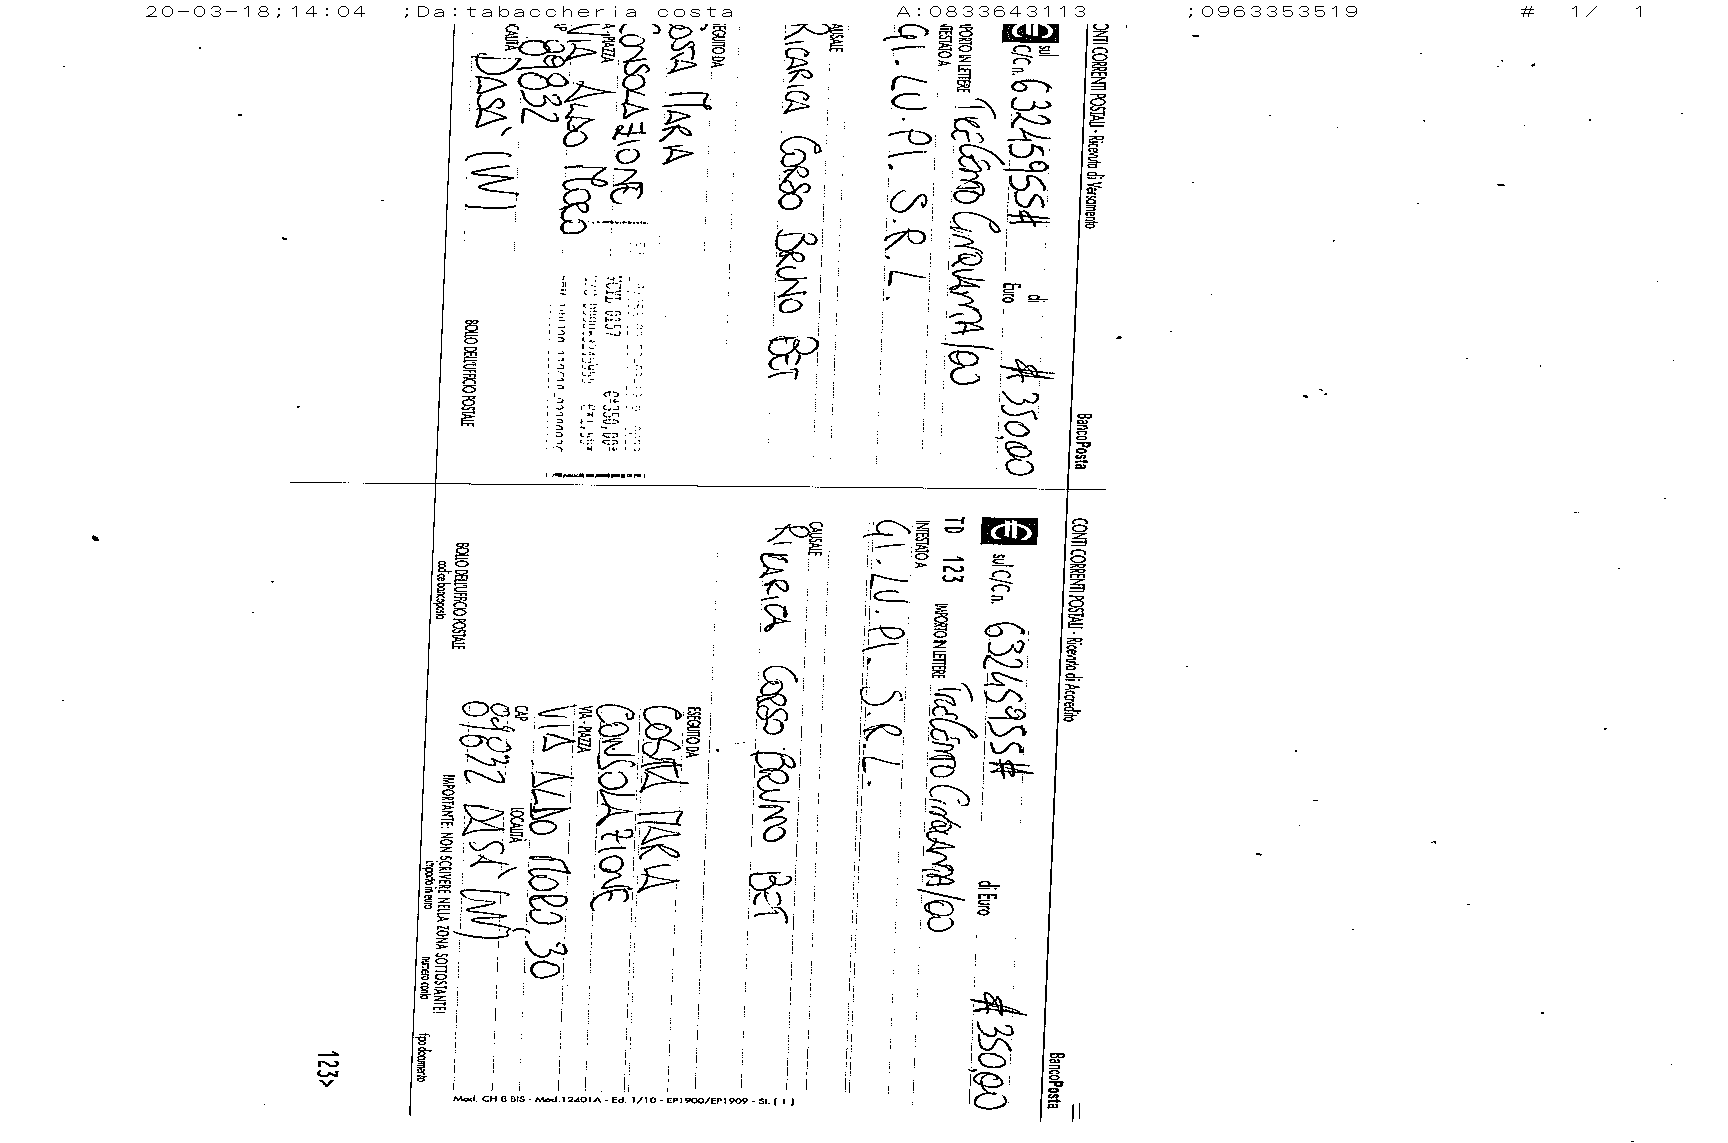 20-03-18;14:04 ;Da:tabaccheria costa A:0833643113 ;0963353519 # 1/ 1
CONTI CORRENTI POSTALI - Ricevuta di Versamento BancoPosta
sul C/C n. 63245955# di Euro # 350,00
IMPORTO IN LETTERE TRECENTO CINQUANTA/00
INTESTATO A
GI.LU.PI. S.R.L.
CAUSALE
RICARICA CORSO BRUNO BET
ESEGUITO DA
COSTA MARIA
CONSOLAZIONE
VIA - PIAZZA
VIA ALDO MORO
CAP
89832
LOCALITÀ
DASA' (VV)
VCYL 0257 €*350,00*
€*1,50*
BOLLO DELL'UFFICIO POSTALE
CONTI CORRENTI POSTALI - Ricevuta di Accredito BancoPosta
sul C/C n. 63245955# di Euro # 350,00
TD 123 IMPORTO IN LETTERE TRECENTO CINQUANTA/00
INTESTATO A
GI.LU.PI. S.R.L.
CAUSALE
RICARICA CORSO BRUNO BET
ESEGUITO DA
COSTA MARIA
CONSOLAZIONE
VIA - PIAZZA
VIA ALDO MORO, 30
CAP LOCALITÀ
89832 DASA' (VV)
BOLLO DELL'UFFICIO POSTALE
codice bancoposta
IMPORTANTE: NON SCRIVERE NELLA ZONA SOTTOSTANTE!
importo in euro numero conto tipo documento
123>
Mod. CH 8 BIS - Mod.12401A - Ed. 1/10 - EP1900/EP1909 - St. [ 1 ]